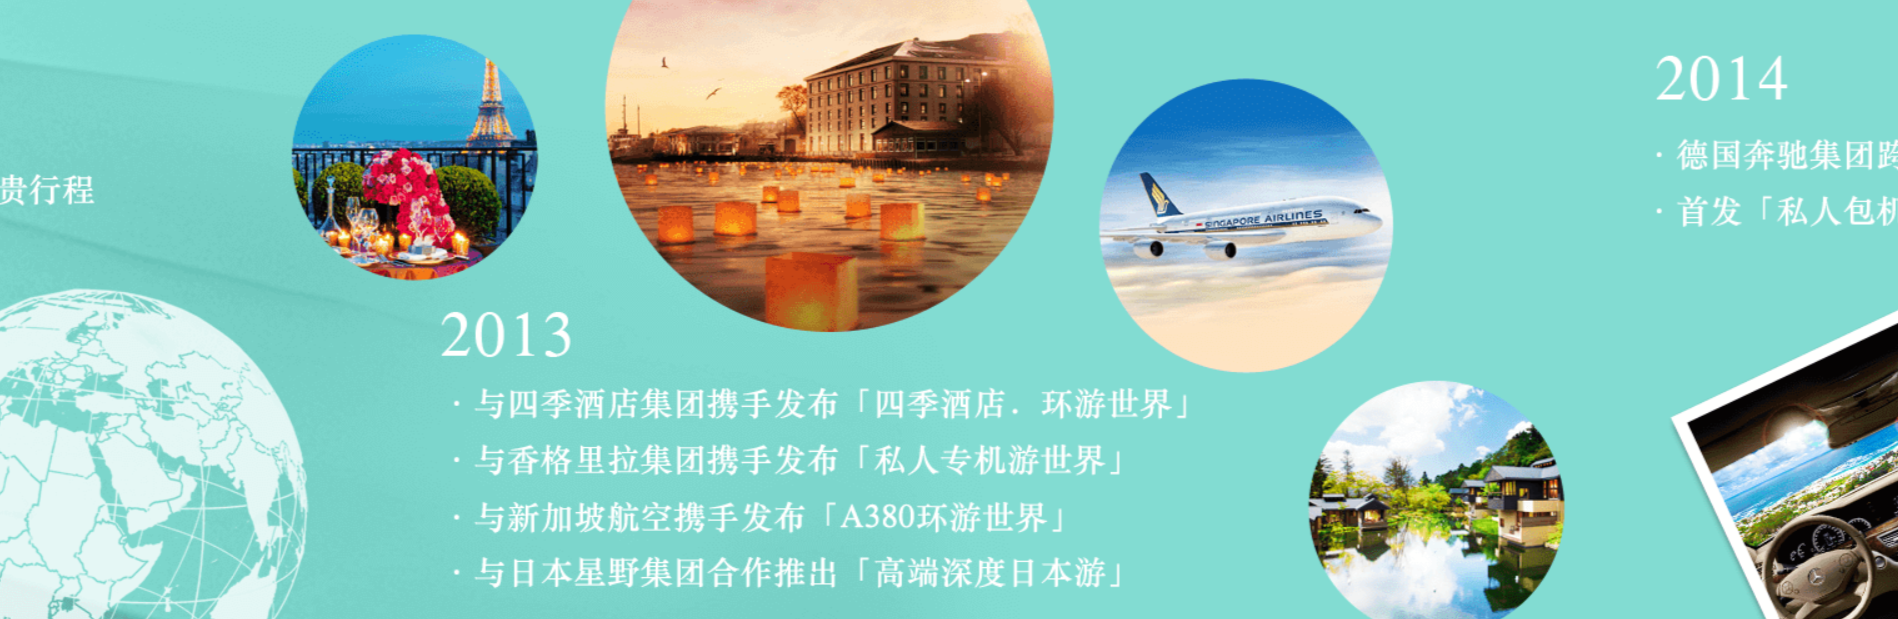 贵行程
2013
· 与四季酒店集团携手发布「四季酒店．环游世界」
· 与香格里拉集团携手发布「私人专机游世界」
· 与新加坡航空携手发布「A380环游世界」
· 与日本星野集团合作推出「高端深度日本游」
SINGAPORE AIRLINES
2014
· 德国奔驰集团跨
· 首发「私人包机